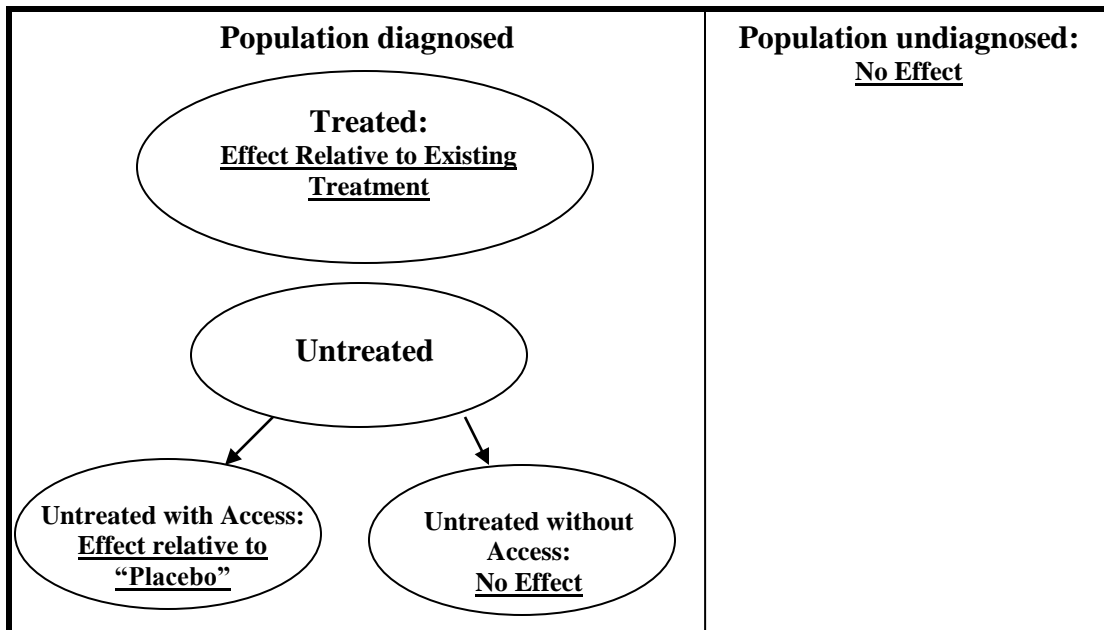 Population diagnosed
Treated:
Effect Relative to Existing
Treatment
Untreated
Untreated with Access:
Effect relative to
“Placebo”
Untreated without
Access:
No Effect
Population undiagnosed:
No Effect